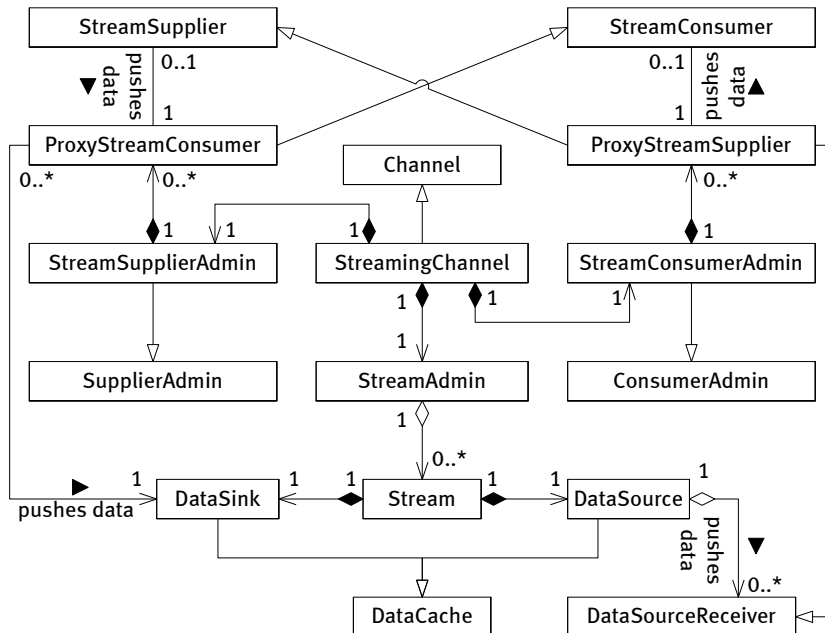 StreamSupplier
StreamConsumer
0..1
pushes
data
▼
1
0..1
pushes
data
▲
1
ProxyStreamConsumer
ProxyStreamSupplier
0..*
0..*
Channel
0..*
1
1
1
1
StreamSupplierAdmin
StreamingChannel
StreamConsumerAdmin
1
1
1
1
SupplierAdmin
StreamAdmin
ConsumerAdmin
1
0..*
▶
1
1
1
1
1
pushes data
DataSink
Stream
DataSource
pushes
data
▼
0..*
DataCache
DataSourceReceiver